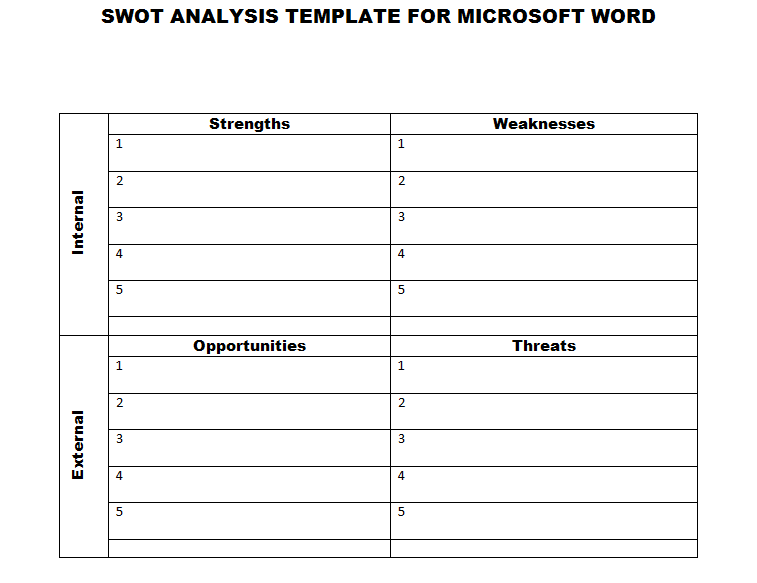 SWOT ANALYSIS TEMPLATE FOR MICROSOFT WORD
Internal
Strengths Weaknesses
1 1
2 2
3 3
4 4
5 5
External
Opportunities Threats
1 1
2 2
3 3
4 4
5 5